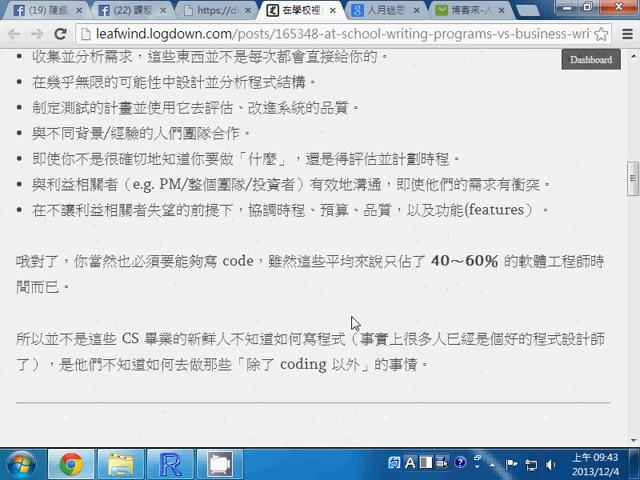 (19) 陳鍾
(22) 課程
https://d
在學校裡
人月迷思
博客來-人
leafwind.logdown.com/posts/165348-at-school-writing-programs-vs-business-wri
Dashboard
• 收集並分析需求，這些東西並不是每次都會直接給你的。
• 在幾乎無限的可能性中設計並分析程式結構。
• 制定測試的計畫並使用它去評估、改進系統的品質。
• 與不同背景/經驗的人們團隊合作。
• 即使你不是很確切地知道你要做「什麼」，還是得評估並計劃時程。
• 與利益相關者（e.g. PM/整個團隊/投資者）有效地溝通，即使他們的需求有衝突。
• 在不讓利益相關者失望的前提下，協調時程、預算、品質，以及功能(features）。
哦對了，你當然也必須要能夠寫 code，雖然這些平均來說只佔了 40～60% 的軟體工程師時
間而已。
所以並不是這些 CS 畢業的新鮮人不知道如何寫程式（事實上很多人已經是個好的程式設計師
了），是他們不知道如何去做那些「除了 coding 以外」的事情。
上午 09:43
2013/12/4